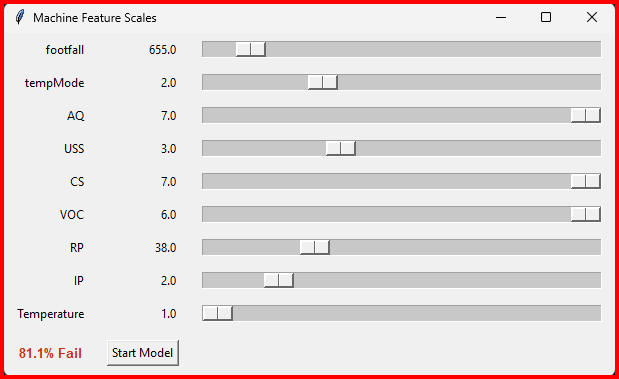 Machine Feature Scales
footfall 655.0
tempMode 2.0
AQ 7.0
USS 3.0
CS 7.0
VOC 6.0
RP 38.0
IP 2.0
Temperature 1.0
81.1% Fail Start Model